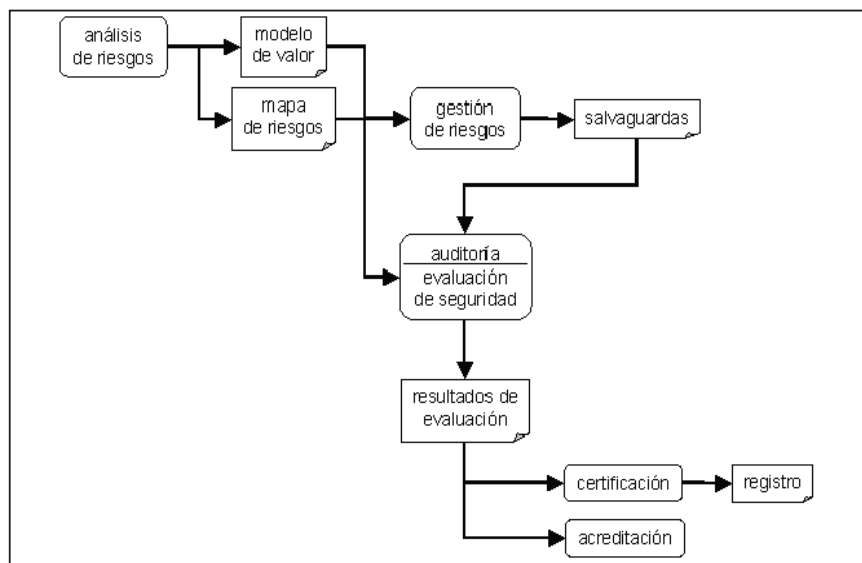 análisis
de riesgos
modelo
de valor
mapa
de riesgos
gestión
de riesgos
salvaguardas
auditoría
evaluación
de seguridad
resultados de
evaluación
certificación
registro
acreditación